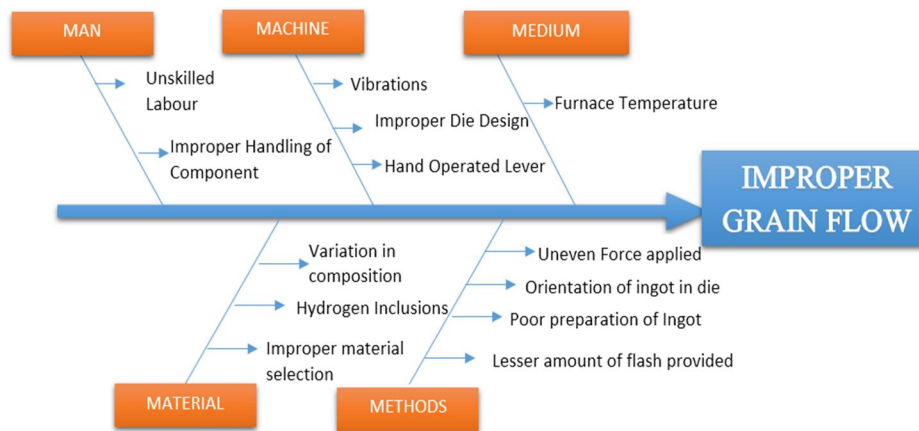 MAN
MACHINE
MEDIUM
Unskilled
Labour
Improper Handling of
Component
Vibrations
Improper Die Design
Hand Operated Lever
Furnace Temperature
IMPROPER
GRAIN FLOW
Variation in
composition
Hydrogen Inclusions
Improper material
selection
Uneven Force applied
Orientation of ingot in die
Poor preparation of Ingot
Lesser amount of flash provided
MATERIAL
METHODS